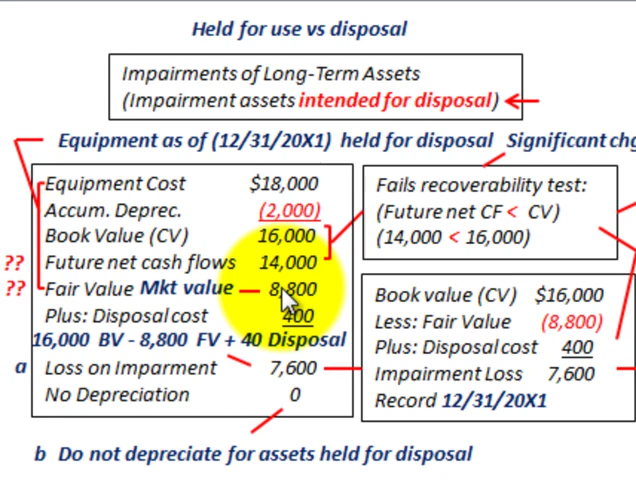 Held for use vs disposal
Impairments of Long-Term Assets
(Impairment assets intended for disposal)
Equipment as of (12/31/20X1) held for disposal Significant chg
Equipment Cost $18,000
Accum. Deprec. (2,000)
Book Value (CV) 16,000
?? Future net cash flows 14,000
?? Fair Value Mkt value 8,800
Plus: Disposal cost 400
16,000 BV - 8,800 FV + 40 Disposal
a Loss on Imparment 7,600
No Depreciation 0
Fails recoverability test:
(Future net CF < CV)
(14,000 < 16,000)
Book value (CV) $16,000
Less: Fair Value (8,800)
Plus: Disposal cost 400
Impairment Loss 7,600
Record 12/31/20X1
b Do not depreciate for assets held for disposal